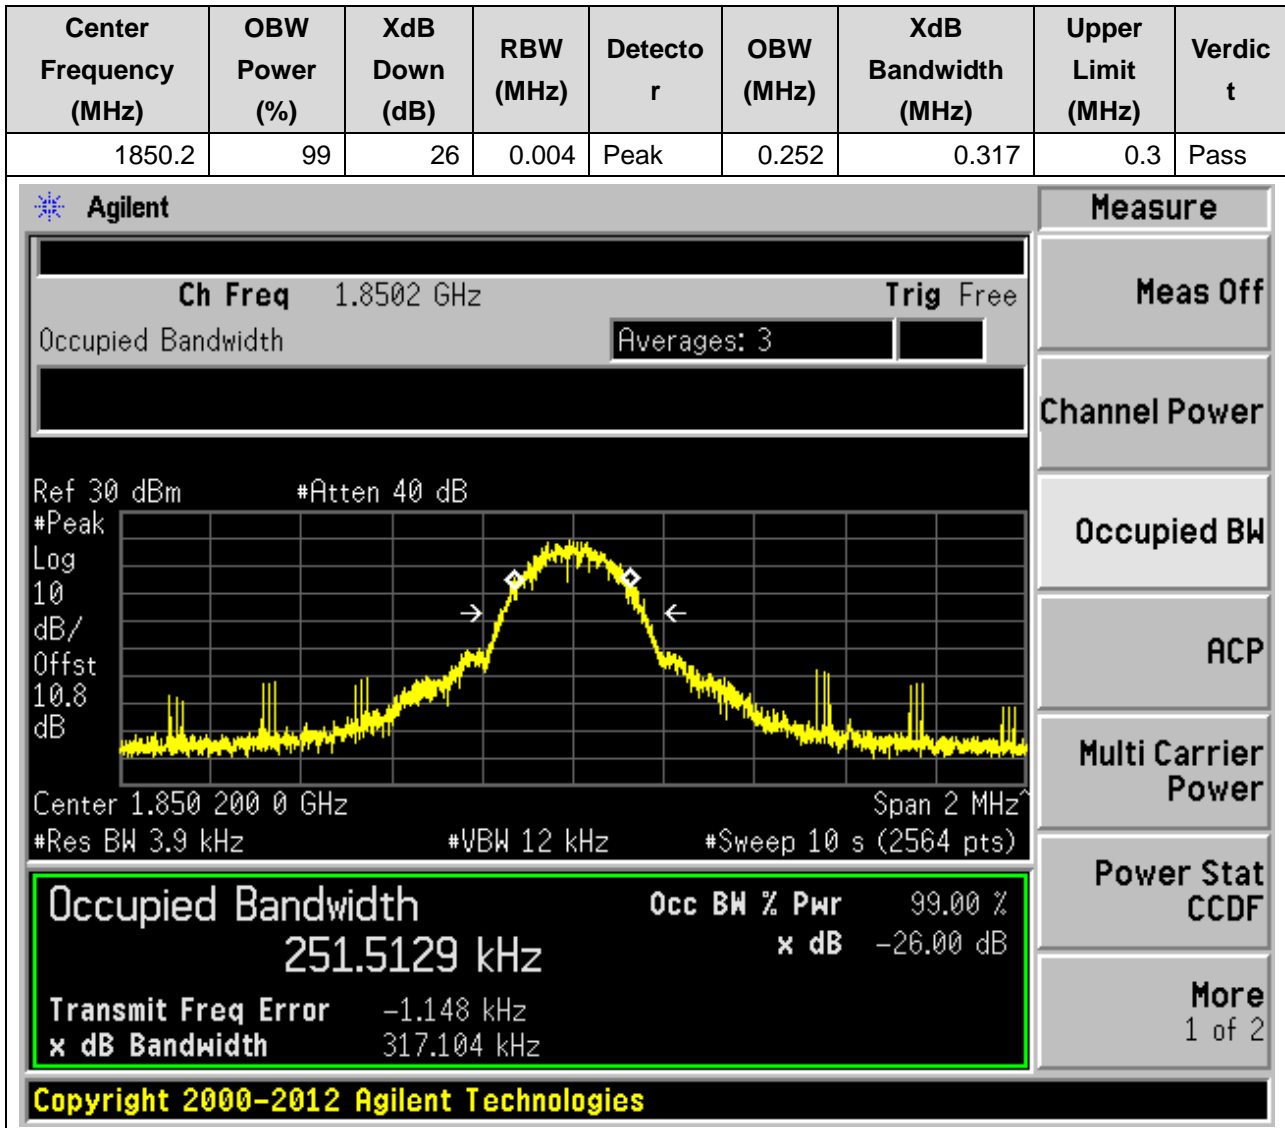 Center Frequency (MHz) OBW Power (%) XdB Down (dB) RBW (MHz) Detecto r OBW (MHz) XdB Bandwidth (MHz) Upper Limit (MHz) Verdic t
1850.2 99 26 0.004 Peak 0.252 0.317 0.3 Pass
Agilent
Measure
Ch Freq 1.8502 GHz Trig Free
Meas Off
Occupied Bandwidth Averages: 3
Channel Power
Ref 30 dBm #Atten 40 dB
#Peak
Log
10
dB/
Offst
10.8
dB
Occupied BW
ACP
Multi Carrier
Power
Center 1.850 200 0 GHz Span 2 MHz^
#Res BW 3.9 kHz #VBW 12 kHz #Sweep 10 s (2564 pts)
Power Stat
CCDF
Occupied Bandwidth Occ BW % Pwr 99.00 %
251.5129 kHz x dB -26.00 dB
Transmit Freq Error -1.148 kHz
x dB Bandwidth 317.104 kHz
More
1 of 2
Copyright 2000-2012 Agilent Technologies